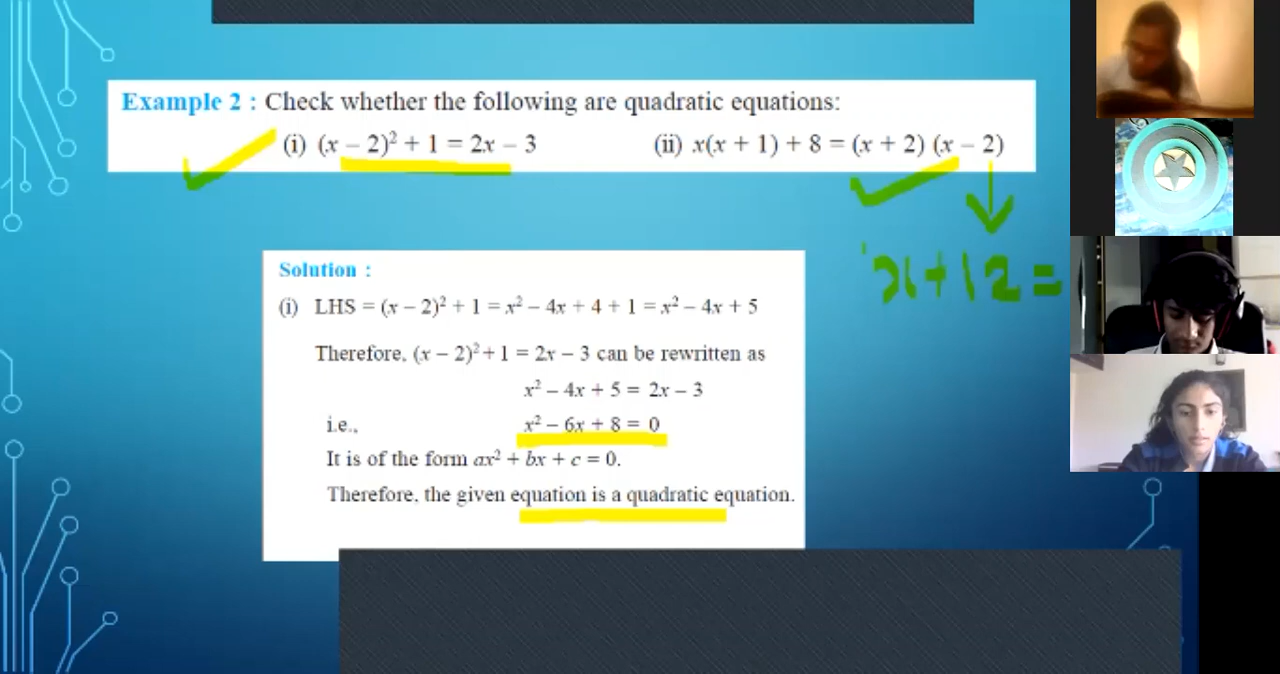 Example 2 : Check whether the following are quadratic equations:
(i) (x – 2)² + 1 = 2x – 3 (ii) x(x + 1) + 8 = (x + 2) (x – 2)
x+12=
Solution :
(i) LHS = (x – 2)² + 1 = x² – 4x + 4 + 1 = x² – 4x + 5
Therefore, (x – 2)² + 1 = 2x – 3 can be rewritten as
x² – 4x + 5 = 2x – 3
i.e., x² – 6x + 8 = 0
It is of the form ax² + bx + c = 0.
Therefore, the given equation is a quadratic equation.